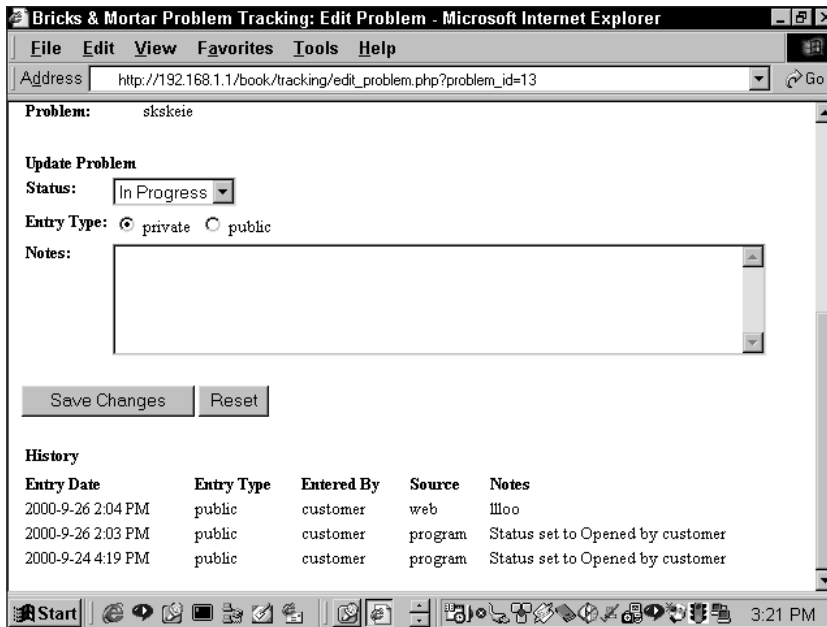 Bricks & Mortar Problem Tracking: Edit Problem - Microsoft Internet Explorer
File Edit View Favorites Tools Help
Address http://192.168.1.1/book/tracking/edit_problem.php?problem_id=13 Go
Problem: skskeie
Update Problem
Status: In Progress
Entry Type: private public
Notes:
Save Changes Reset
History
Entry Date Entry Type Entered By Source Notes
2000-9-26 2:04 PM public customer web
2000-9-26 2:03 PM public customer program Status set to Opened by customer
2000-9-24 4:19 PM public customer program Status set to Opened by customer
Start 3:21 PM